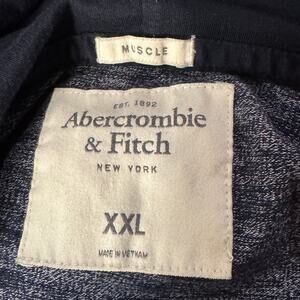 MUSCLE
EST. 1892
Abercrombie
& Fitch
NEW YORK
XXL
MADE IN VIETNAM